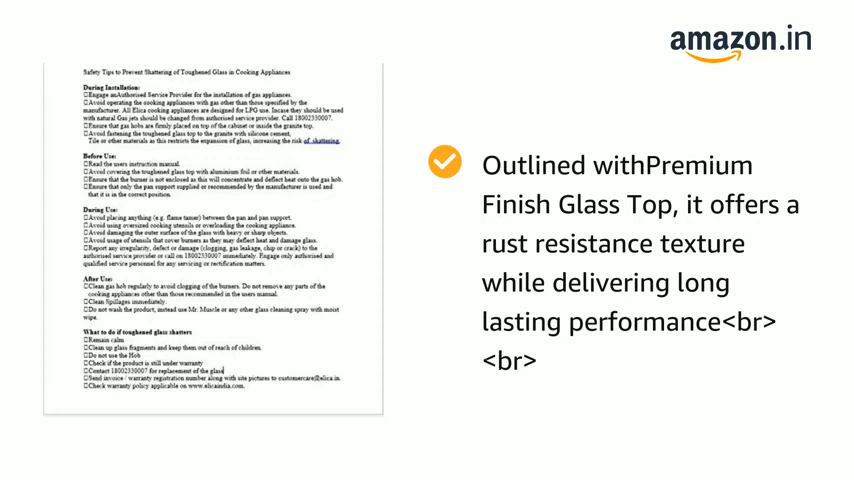 amazon.in
Safety Tips to Prevent Shattering of Toughened Glass in Cooking Appliances
During Installation:
Engage anAuthorised Service Provider for the installation of gas appliances.
Avoid operating the cooking appliances with gas other than those specified by the
manufacturer. All Elica cooking appliances are designed for LPG use. Incase they should be used
with natural Gas jets should be changed from authorised service provider. Call 18002330007.
Ensure that gas hobs are firmly placed on top of the cabinet or inside the granite top.
Avoid fastening the toughened glass top to the granite with silicone cement,
Tile or other materials as this restricts the expansion of glass, increasing the risk of shattering.
Before Use:
Read the users instruction manual.
Avoid covering the toughened glass top with aluminium foil or other materials.
Ensure that the burner is not enclosed as this will concentrate and deflect heat onto the gas hob.
Ensure that only the pan support supplied or recommended by the manufacturer is used and
that it is in the correct position.
During Use:
Avoid placing anything (e.g. flame tamer) between the pan and pan support.
Avoid using oversized cooking utensils or overloading the cooking appliance.
Avoid damaging the outer surface of the glass with heavy or sharp objects.
Avoid usage of utensils that cover burners as they may deflect heat and damage glass.
Report any irregularity, defect or damage (clogging, gas leakage, chip or crack) to the
authorised service provider or call on 18002330007 immediately. Engage only authorised and
qualified service personnel for any servicing or rectification matters.
After Use:
Clean gas hob regularly to avoid clogging of the burners. Do not remove any parts of the
cooking appliances other than those recommended in the users manual.
Clean Spillages immediately.
Do not wash the product, instead use Mr. Muscle or any other glass cleaning spray with moist
wipe.
What to do if toughened glass shatters
Remain calm
Clean up glass fragments and keep them out of reach of children.
Do not use the Hob
Check if the product is still under warranty
Contact 18002330007 for replacement of the glass
Send invoice / warranty registration number along with site pictures to customercare@elica.in.
Check warranty policy applicable on www.elicaindia.com.
Outlined withPremium
Finish Glass Top, it offers a
rust resistance texture
while delivering long
lasting performance<br>
<br>